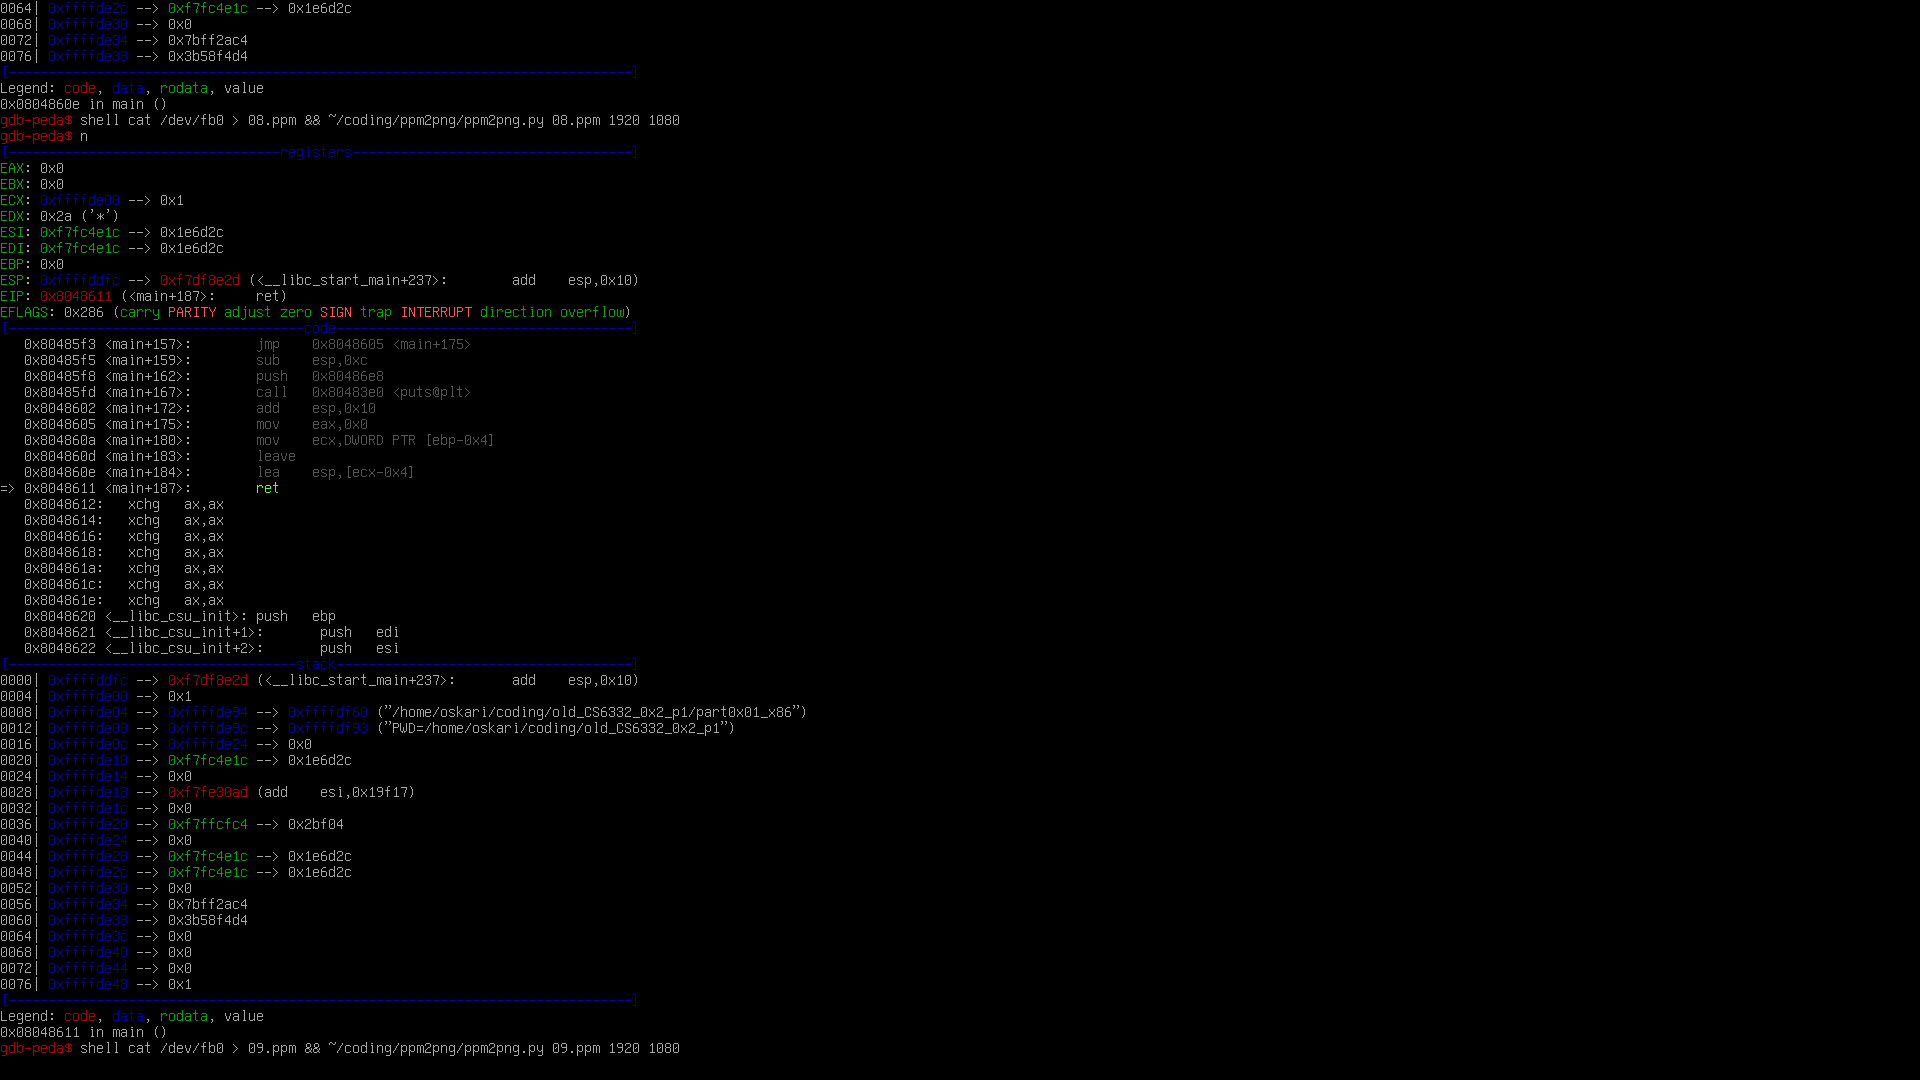 0064| 0xffffde2c --> 0xf7fc4e1c --> 0x1e6d2c
0068| 0xffffde30 --> 0x0
0072| 0xffffde34 --> 0x7bff2ac4
0076| 0xffffde38 --> 0x3b58f4d4
[------------------------------------------------------------------------------]
Legend: code, data, rodata, value
0x0804860e in main ()
gdb-peda$ shell cat /dev/fb0 > 08.ppm && ~/coding/ppm2png/ppm2png.py 08.ppm 1920 1080
gdb-peda$ n
[----------------------------------registers-----------------------------------]
EAX: 0x0
EBX: 0x0
ECX: 0xffffde00 --> 0x1
EDX: 0x2a ('*')
ESI: 0xf7fc4e1c --> 0x1e6d2c
EDI: 0xf7fc4e1c --> 0x1e6d2c
EBP: 0x0
ESP: 0xffffddfc --> 0xf7df8e2d (<__libc_start_main+237>:        add    esp,0x10)
EIP: 0x8048611 (<main+187>:     ret)
EFLAGS: 0x286 (carry PARITY adjust zero SIGN trap INTERRUPT direction overflow)
[-------------------------------------code-------------------------------------]
   0x80485f3 <main+157>:        jmp    0x8048605 <main+175>
   0x80485f5 <main+159>:        sub    esp,0xc
   0x80485f8 <main+162>:        push   0x80486e8
   0x80485fd <main+167>:        call   0x80483e0 <puts@plt>
   0x8048602 <main+172>:        add    esp,0x10
   0x8048605 <main+175>:        mov    eax,0x0
   0x804860a <main+180>:        mov    ecx,DWORD PTR [ebp-0x4]
   0x804860d <main+183>:        leave
   0x804860e <main+184>:        lea    esp,[ecx-0x4]
=> 0x8048611 <main+187>:        ret
   0x8048612:   xchg   ax,ax
   0x8048614:   xchg   ax,ax
   0x8048616:   xchg   ax,ax
   0x8048618:   xchg   ax,ax
   0x804861a:   xchg   ax,ax
   0x804861c:   xchg   ax,ax
   0x804861e:   xchg   ax,ax
   0x8048620 <__libc_csu_init>: push   ebp
   0x8048621 <__libc_csu_init+1>:       push   edi
   0x8048622 <__libc_csu_init+2>:       push   esi
[------------------------------------stack-------------------------------------]
0000| 0xffffddfc --> 0xf7df8e2d (<__libc_start_main+237>:       add    esp,0x10)
0004| 0xffffde00 --> 0x1
0008| 0xffffde04 --> 0xffffde94 --> 0xffffdf60 ("/home/oskari/coding/old_CS6332_0x2_p1/part0x01_x86")
0012| 0xffffde08 --> 0xffffde9c --> 0xffffdf93 ("PWD=/home/oskari/coding/old_CS6332_0x2_p1")
0016| 0xffffde0c --> 0xffffde24 --> 0x0
0020| 0xffffde10 --> 0xf7fc4e1c --> 0x1e6d2c
0024| 0xffffde14 --> 0x0
0028| 0xffffde18 --> 0xf7fe30ad (add    esi,0x19f17)
0032| 0xffffde1c --> 0x0
0036| 0xffffde20 --> 0xf7ffcfc4 --> 0x2bf04
0040| 0xffffde24 --> 0x0
0044| 0xffffde28 --> 0xf7fc4e1c --> 0x1e6d2c
0048| 0xffffde2c --> 0xf7fc4e1c --> 0x1e6d2c
0052| 0xffffde30 --> 0x0
0056| 0xffffde34 --> 0x7bff2ac4
0060| 0xffffde38 --> 0x3b58f4d4
0064| 0xffffde3c --> 0x0
0068| 0xffffde40 --> 0x0
0072| 0xffffde44 --> 0x0
0076| 0xffffde48 --> 0x1
[------------------------------------------------------------------------------]
Legend: code, data, rodata, value
0x08048611 in main ()
gdb-peda$ shell cat /dev/fb0 > 09.ppm && ~/coding/ppm2png/ppm2png.py 09.ppm 1920 1080